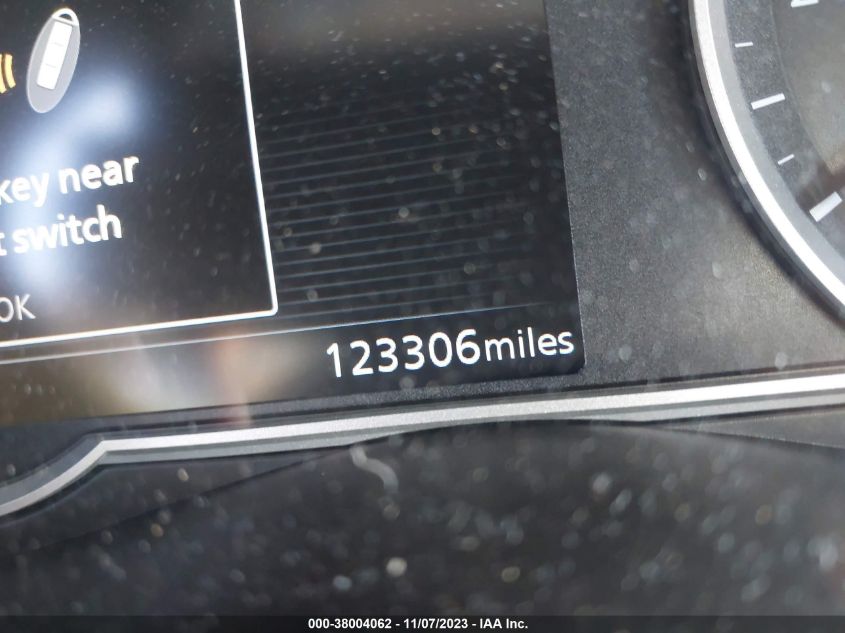 key near
switch
OK
123306miles
000-38004062 - 11/07/2023 - IAA Inc.